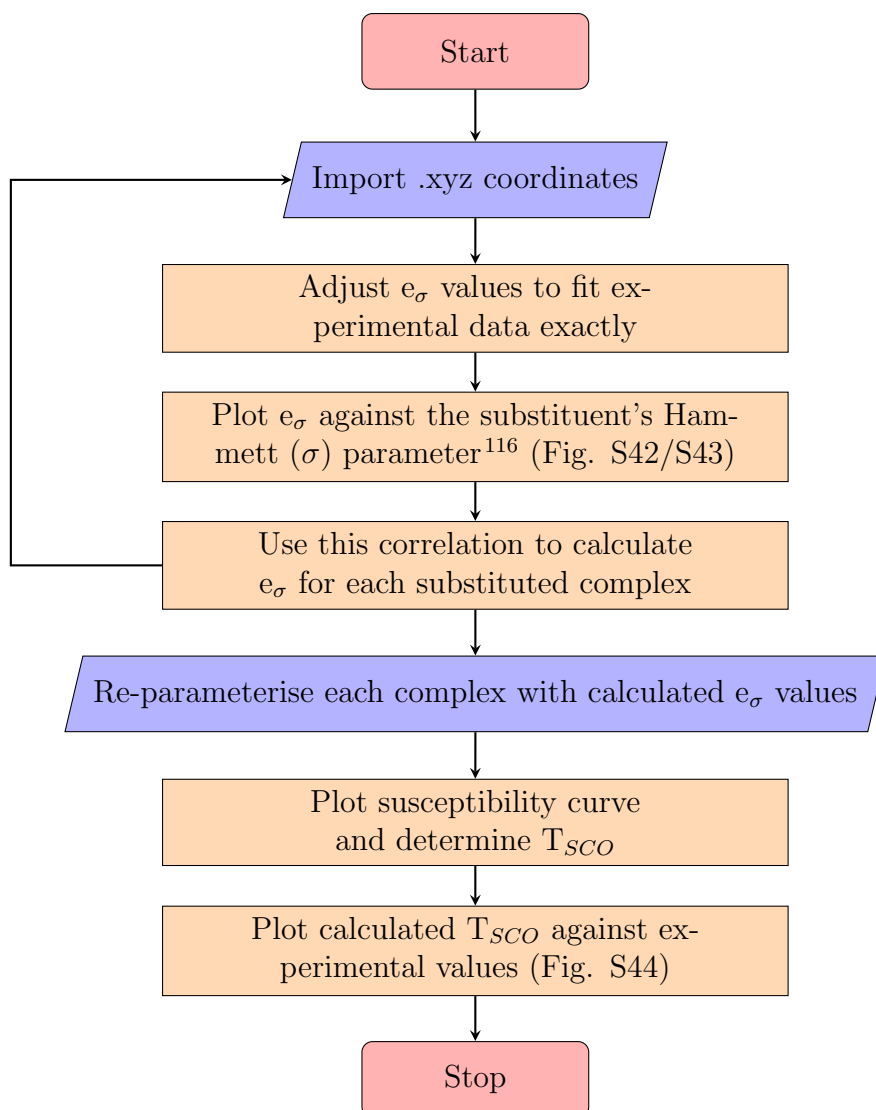 Start
Import .xyz coordinates
Adjust eσ values to fit ex-
perimental data exactly
Plot eσ against the substituent's Ham-
mett (σ) parameter¹¹⁶ (Fig. S42/S43)
Use this correlation to calculate
eσ for each substituted complex
Re-parameterise each complex with calculated eσ values
Plot susceptibility curve
and determine TSCO
Plot calculated TSCO against ex-
perimental values (Fig. S44)
Stop